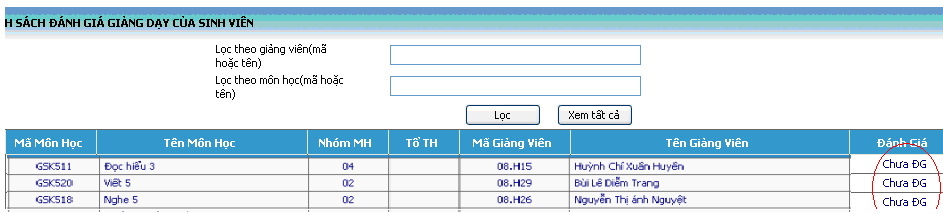 H SÁCH ĐÁNH GIÁ GIẢNG DẠY CỦA SINH VIÊN
Lọc theo giảng viên(mã
hoặc tên)
Lọc theo môn học(mã hoặc
tên)
Lọc Xem tất cả
Mã Môn Học Tên Môn Học Nhóm MH Tổ TH Mã Giảng Viên Tên Giảng Viên Đánh Giá
GSK511 Đọc hiểu 3 04 08.H15 Huỳnh Chí Xuân Huyên Chưa ĐG
GSK520 Viết 5 02 08.H29 Bùi Lê Diễm Trang Chưa ĐG
GSK518 Nghe 5 02 08.H26 Nguyễn Thị ánh Nguyệt Chưa ĐG